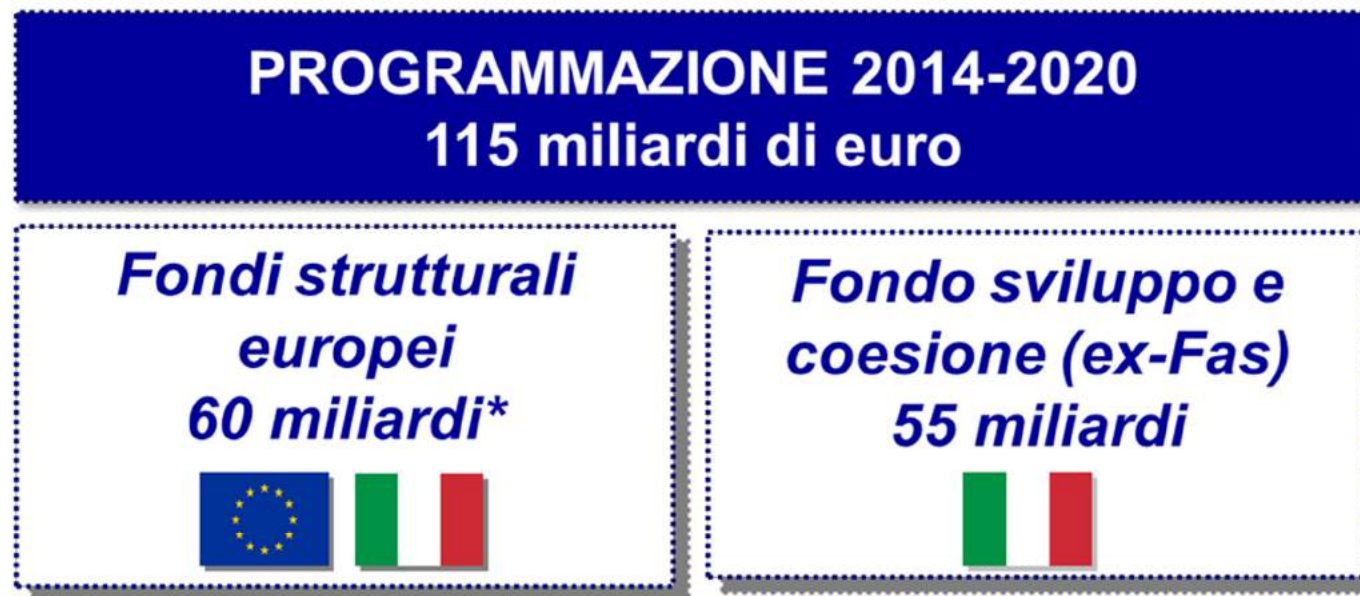 PROGRAMMAZIONE 2014-2020
115 miliardi di euro
Fondi strutturali
europei
60 miliardi*
Fondo sviluppo e
coesione (ex-Fas)
55 miliardi